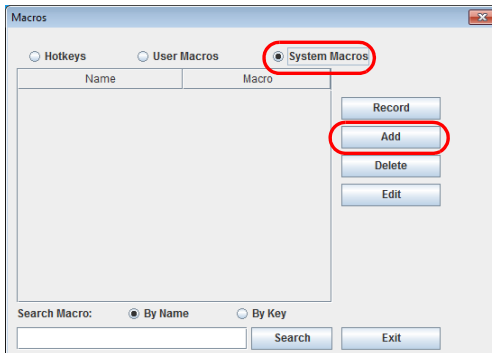 Macros
Hotkeys User Macros System Macros
Name Macro
Record
Add
Delete
Edit
Search Macro: By Name By Key
Search Exit